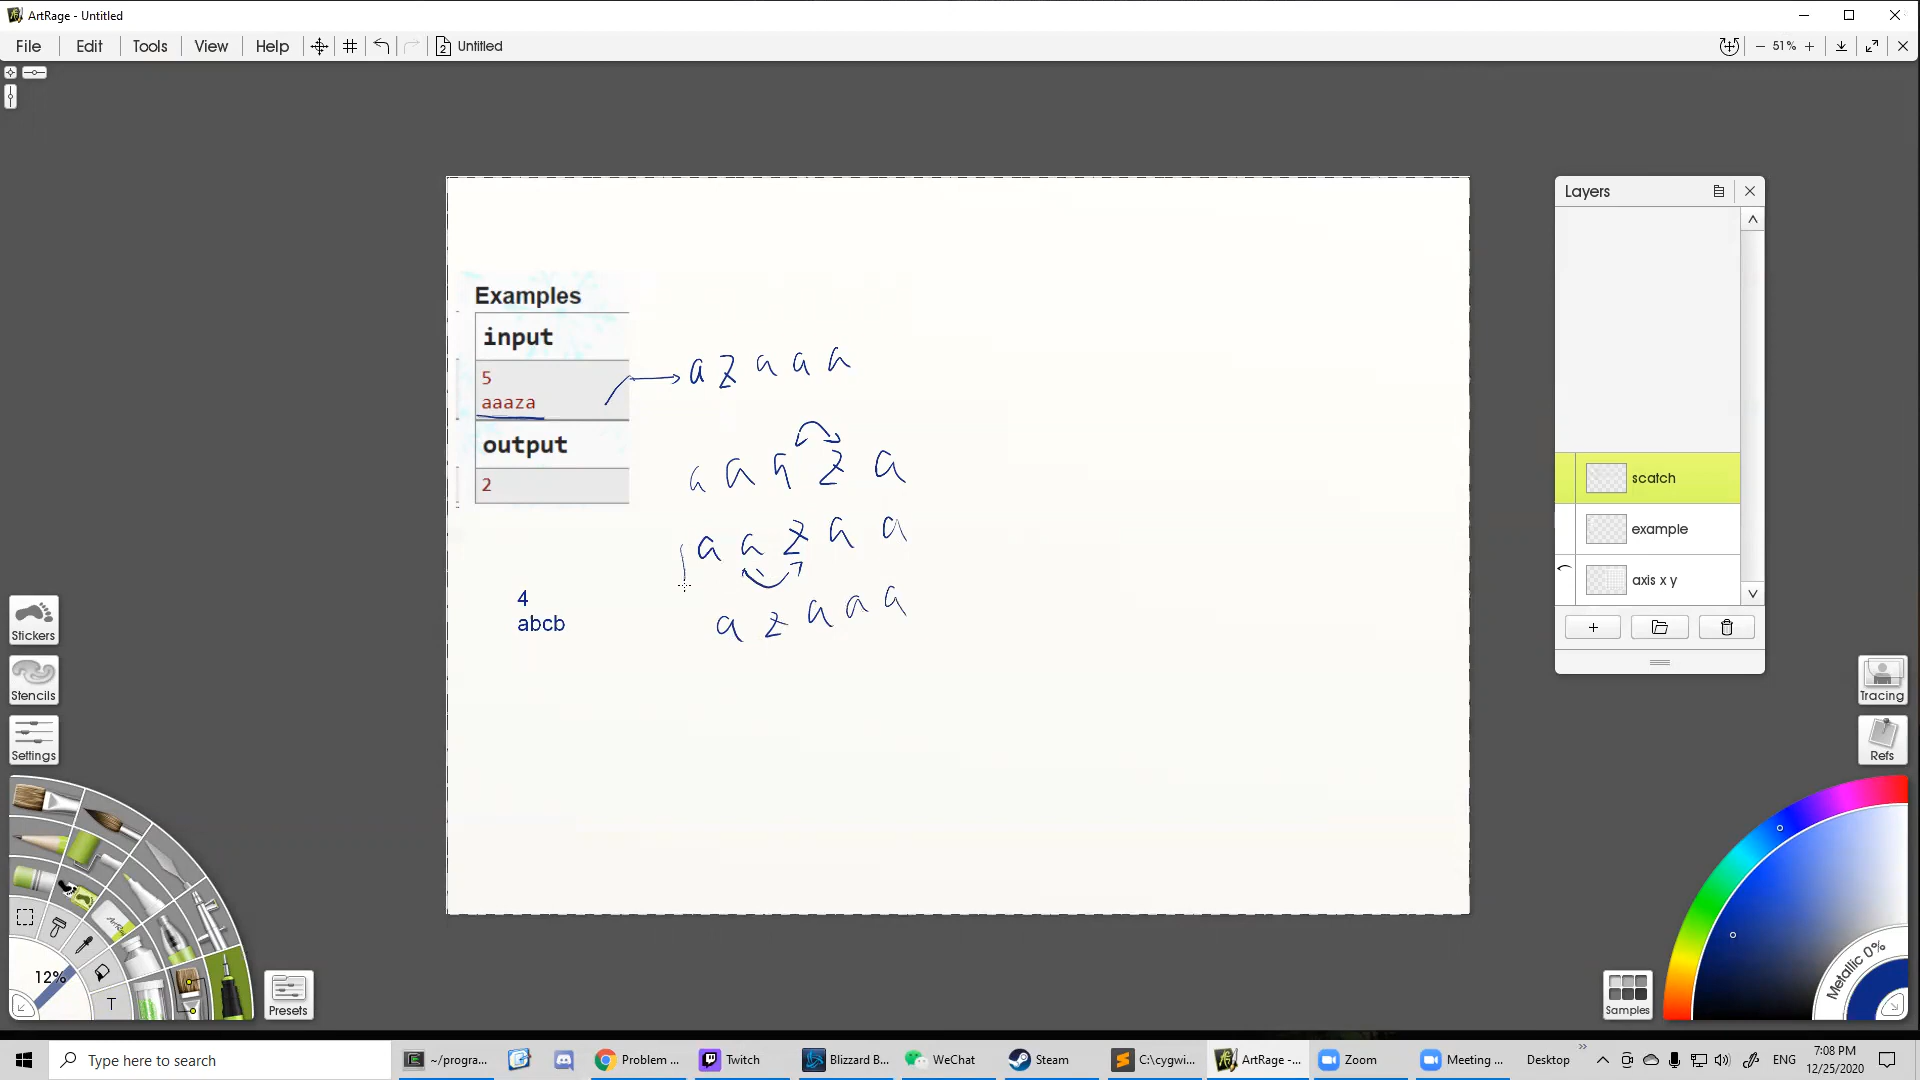 ArtRage - Untitled
File Edit Tools View Help 2 Untitled 51%
Layers
Examples
input
5
aaaza
a z a a a
output
2
a a a z a
a a z a a
a z a a a
4
abcb
scatch
example
axis x y
Stickers
Stencils
Settings
Tracing
Refs
12%
T
Presets
Metallic 0%
Samples
Type here to search
~/progra...
Problem ...
Twitch
Blizzard B...
WeChat
Steam
C:\cygwi...
ArtRage -...
Zoom
Meeting ...
Desktop
ENG
7:08 PM
12/25/2020